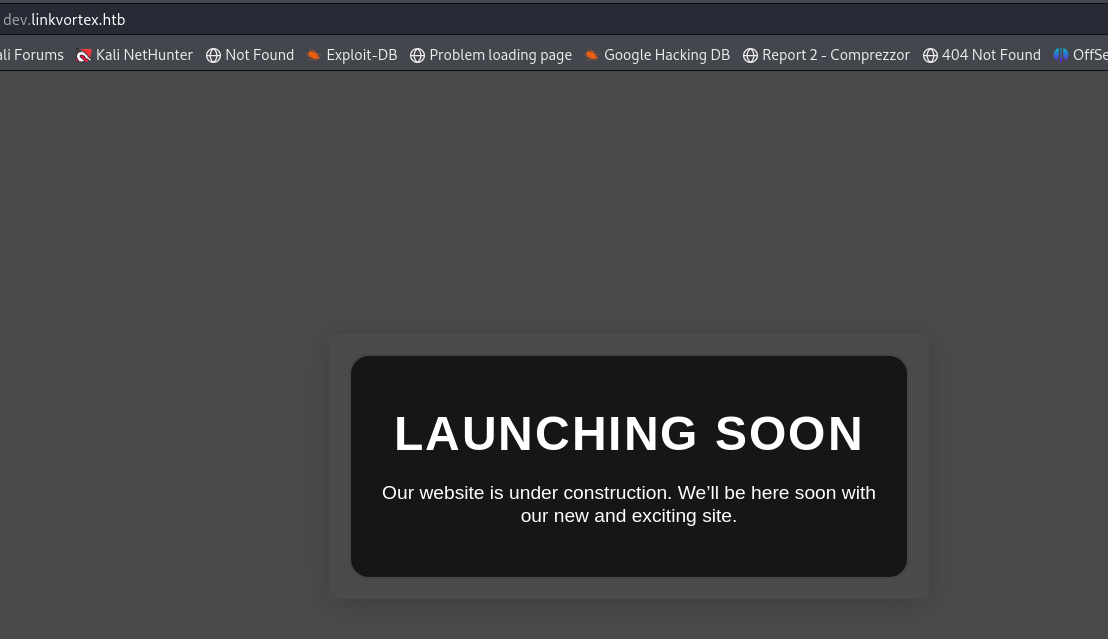 dev.linkvortex.htb
ali Forums Kali NetHunter Not Found Exploit-DB Problem loading page Google Hacking DB Report 2 - Comprezzor 404 Not Found OffSe
LAUNCHING SOON
Our website is under construction. We’ll be here soon with
our new and exciting site.